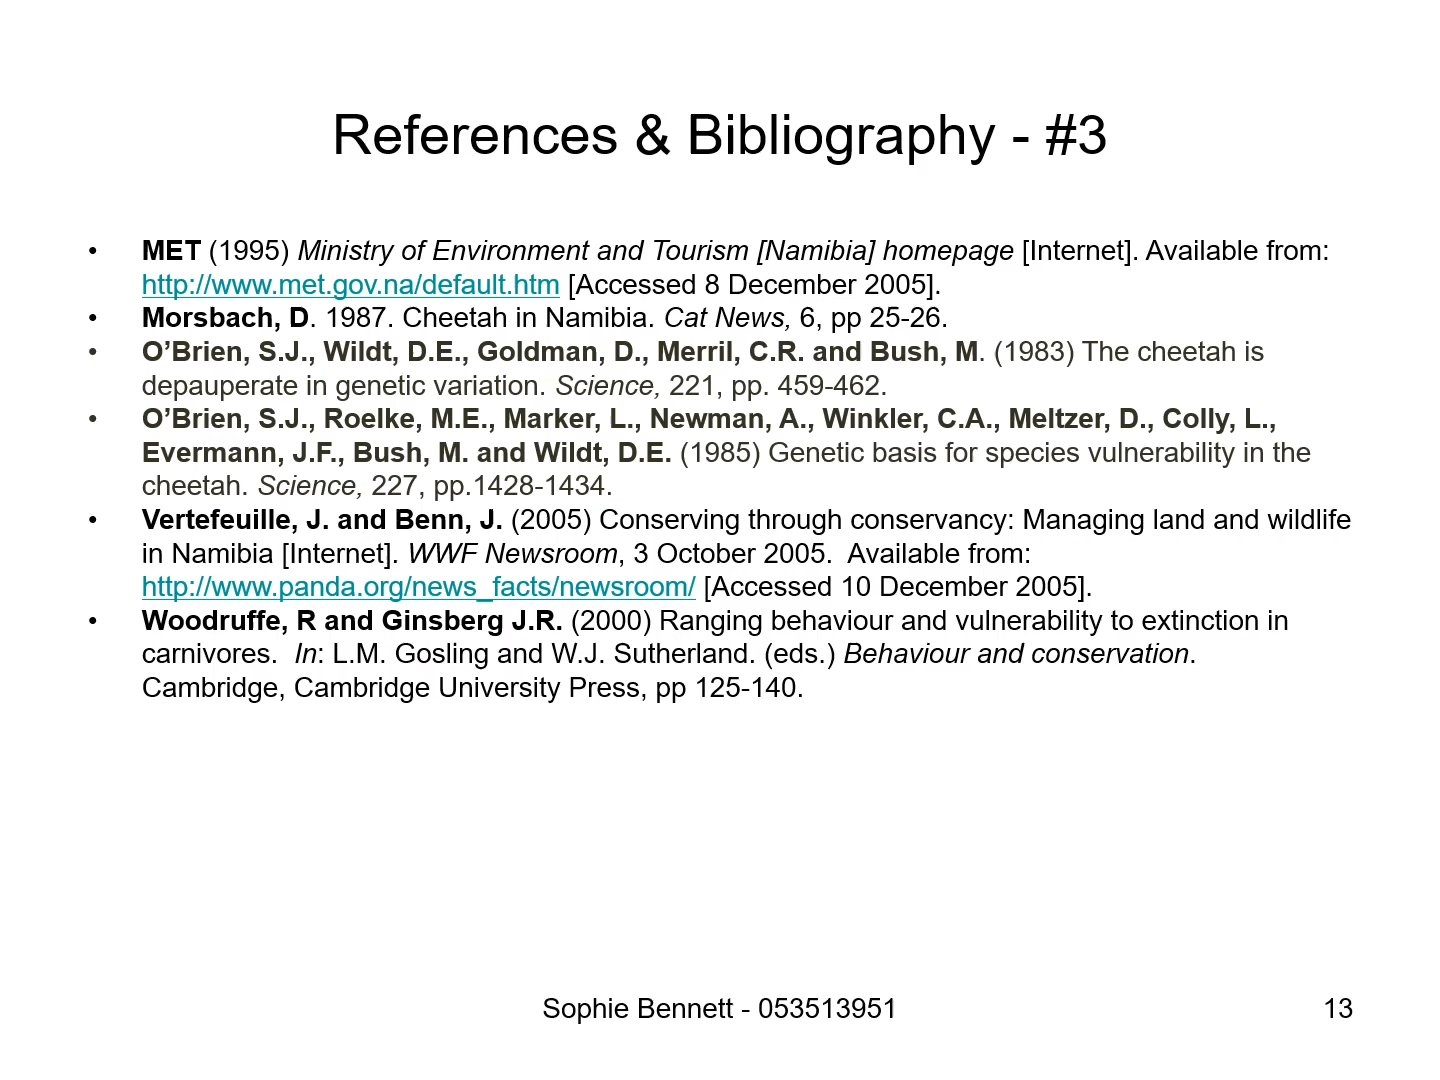 References & Bibliography - #3
• MET (1995) Ministry of Environment and Tourism [Namibia] homepage [Internet]. Available from:
http://www.met.gov.na/default.htm [Accessed 8 December 2005].
• Morsbach, D. 1987. Cheetah in Namibia. Cat News, 6, pp 25-26.
• O’Brien, S.J., Wildt, D.E., Goldman, D., Merril, C.R. and Bush, M. (1983) The cheetah is
depauperate in genetic variation. Science, 221, pp. 459-462.
• O’Brien, S.J., Roelke, M.E., Marker, L., Newman, A., Winkler, C.A., Meltzer, D., Colly, L.,
Evermann, J.F., Bush, M. and Wildt, D.E. (1985) Genetic basis for species vulnerability in the
cheetah. Science, 227, pp.1428-1434.
• Vertefeuille, J. and Benn, J. (2005) Conserving through conservancy: Managing land and wildlife
in Namibia [Internet]. WWF Newsroom, 3 October 2005.  Available from:
http://www.panda.org/news_facts/newsroom/ [Accessed 10 December 2005].
• Woodruffe, R and Ginsberg J.R. (2000) Ranging behaviour and vulnerability to extinction in
carnivores.  In: L.M. Gosling and W.J. Sutherland. (eds.) Behaviour and conservation.
Cambridge, Cambridge University Press, pp 125-140.
Sophie Bennett - 053513951
13